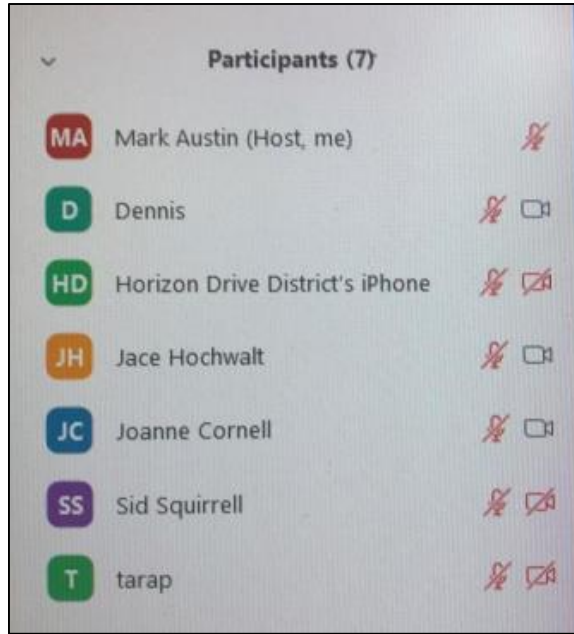 Participants (7)
MA Mark Austin (Host, me)
D Dennis
HD Horizon Drive District's iPhone
JH Jace Hochwalt
JC Joanne Cornell
SS Sid Squirrell
T tarap